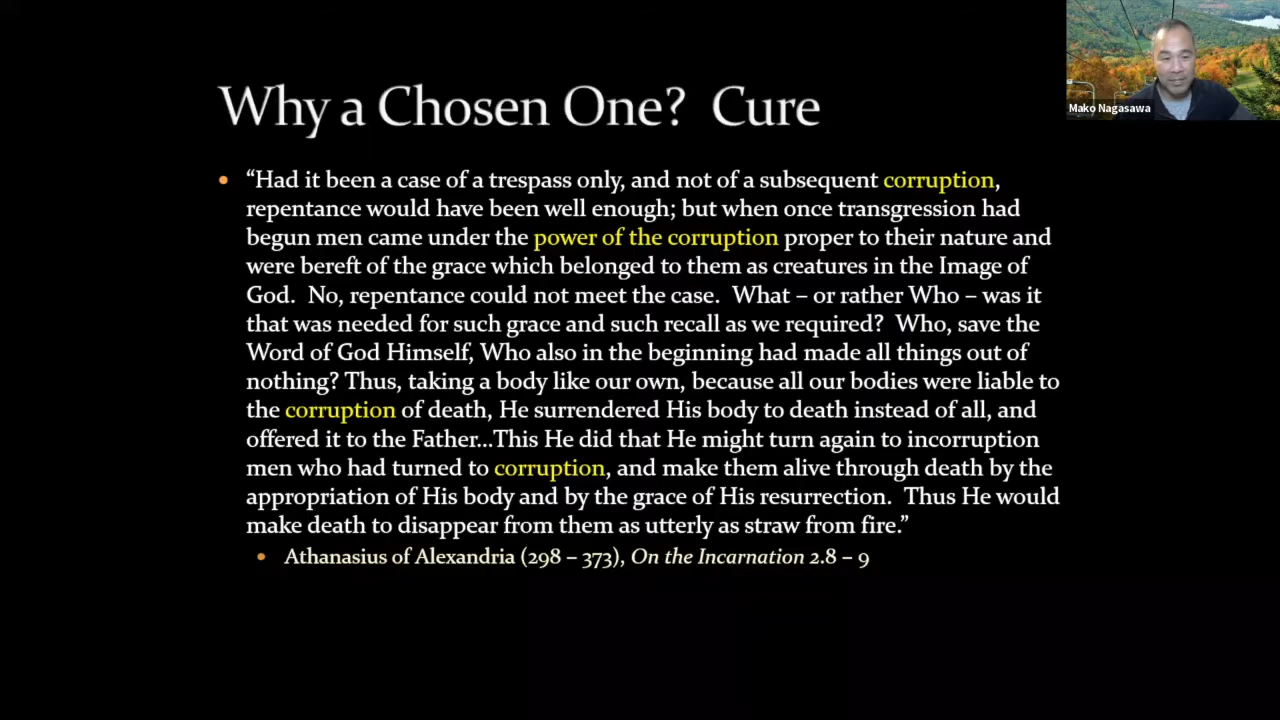 Why a Chosen One?  Cure
Mako Nagasawa
• “Had it been a case of a trespass only, and not of a subsequent corruption,
repentance would have been well enough; but when once transgression had
begun men came under the power of the corruption proper to their nature and
were bereft of the grace which belonged to them as creatures in the Image of
God.  No, repentance could not meet the case.  What – or rather Who – was it
that was needed for such grace and such recall as we required?  Who, save the
Word of God Himself, Who also in the beginning had made all things out of
nothing? Thus, taking a body like our own, because all our bodies were liable to
the corruption of death, He surrendered His body to death instead of all, and
offered it to the Father…This He did that He might turn again to incorruption
men who had turned to corruption, and make them alive through death by the
appropriation of His body and by the grace of His resurrection.  Thus He would
make death to disappear from them as utterly as straw from fire.”
• Athanasius of Alexandria (298 – 373), On the Incarnation 2.8 – 9